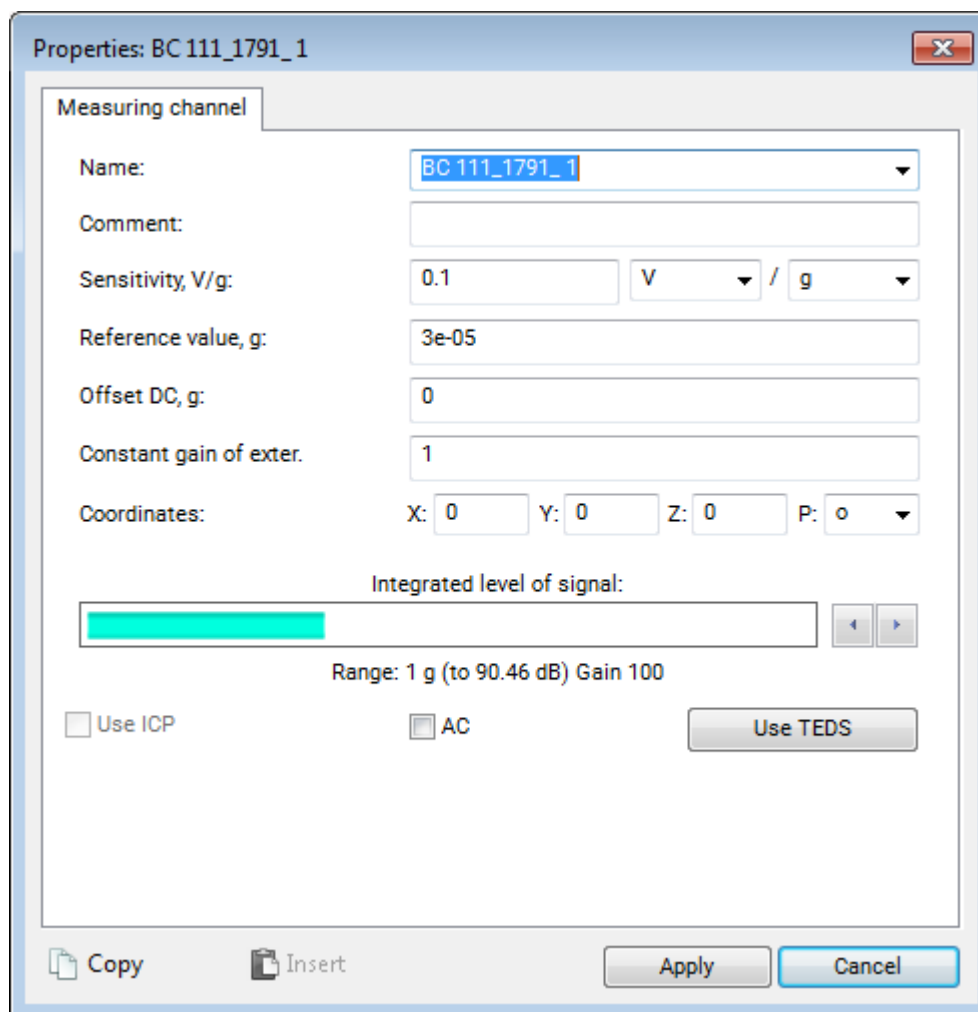 Properties: BC 111_1791_ 1
Measuring channel
Name: BC 111_1791_ 1
Comment:
Sensitivity, V/g: 0.1 V / g
Reference value, g: 3e-05
Offset DC, g: 0
Constant gain of exter. 1
Coordinates: X: 0 Y: 0 Z: 0 P: o
Integrated level of signal:
Range: 1 g (to 90.46 dB) Gain 100
Use ICP AC Use TEDS
Copy Insert Apply Cancel